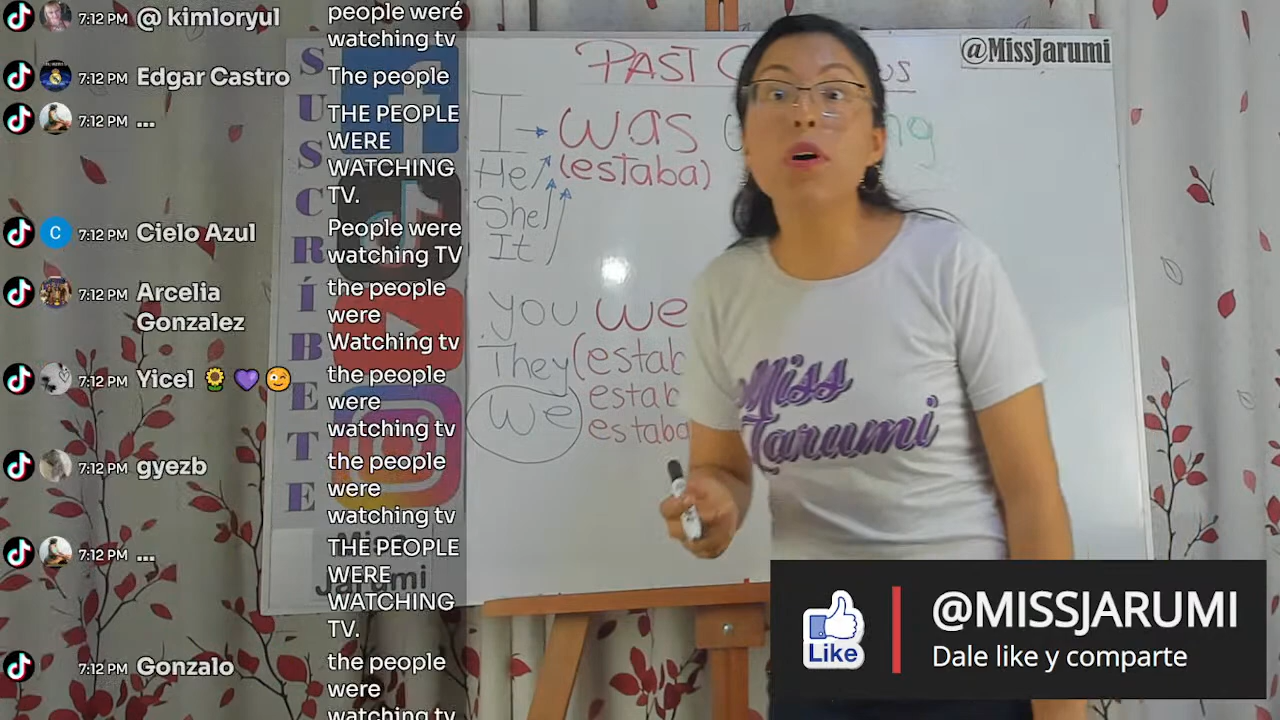 7:12 PM @ kimloryul
people weré
watching tv
7:12 PM Edgar Castro The people
7:12 PM ... THE PEOPLE
WERE
WATCHING
TV.
C 7:12 PM Cielo Azul People were
watching TV
7:12 PM Arcelia
Gonzalez
the people
were
Watching tv
7:12 PM Yicel 🌻 💜 😉 the people
were
watching tv
7:12 PM gyezb the people
were
watching tv
7:12 PM ... THE PEOPLE
WERE
WATCHING
TV.
7:12 PM Gonzalo the people
were
watching tv
SUSCRÍBETE
Miss
Jarumi
@MissJarumi
PAST
I → was
He (estaba)
She
It
you we
They (estab
We estab
estaba
Miss
Jarumi
Like
@MISSJARUMI
Dale like y comparte